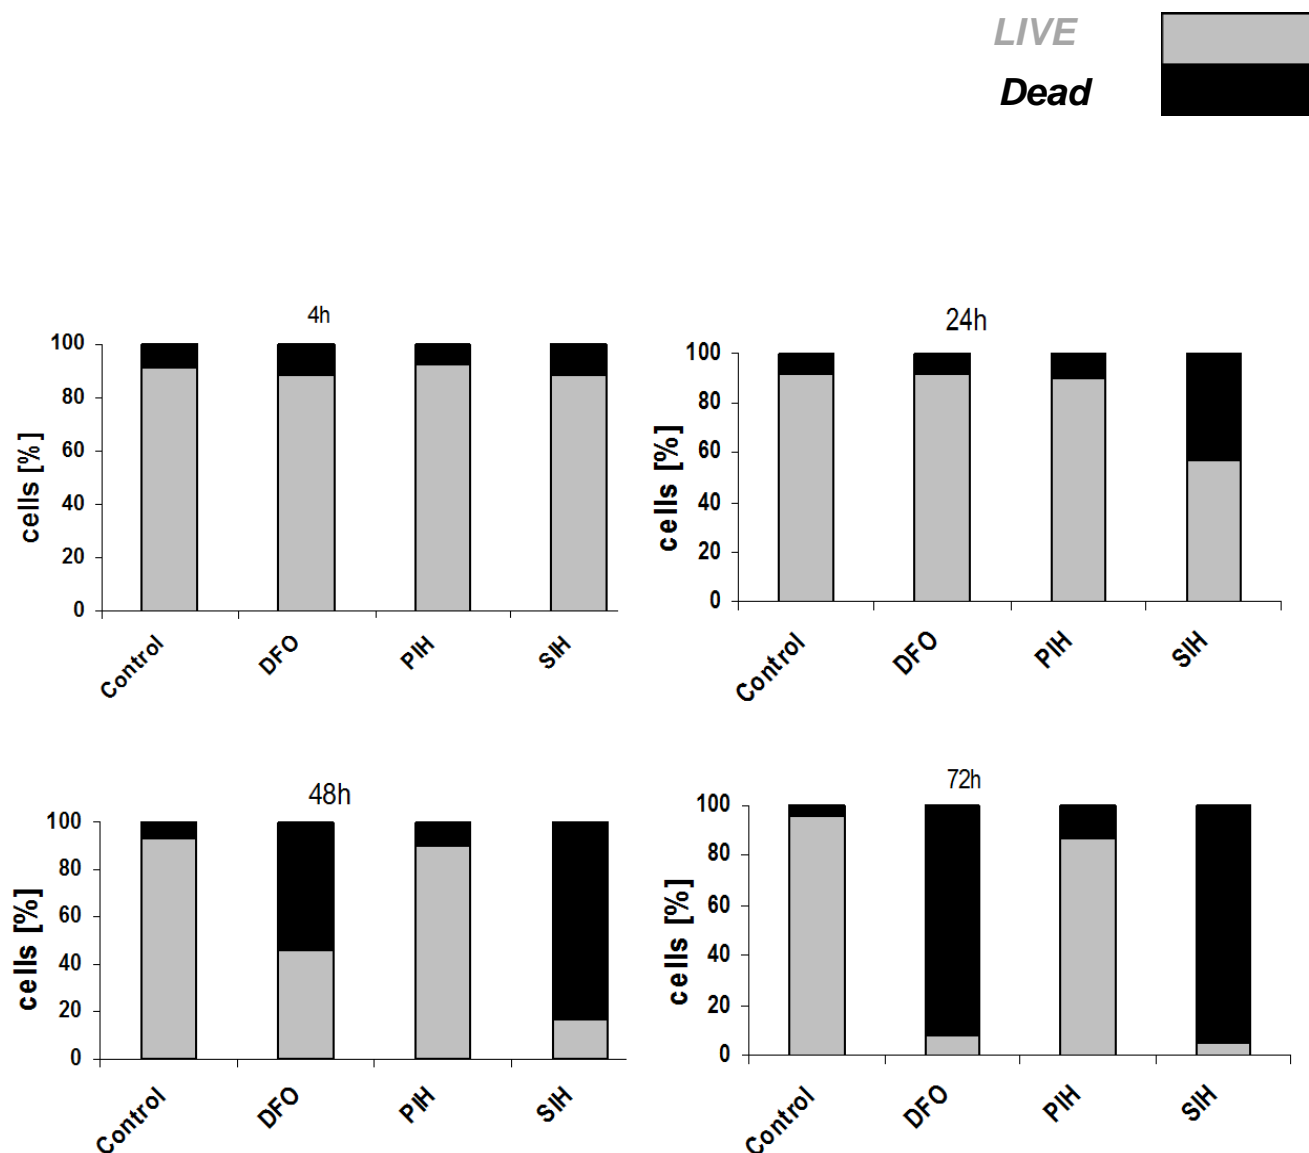 LIVE
Dead
4h
100
80
60
40
20
0
cells [%]
Control
DFO
PIH
SIH
24h
100
80
60
40
20
0
cells [%]
Control
DFO
PIH
SIH
48h
100
80
60
40
20
0
cells [%]
Control
DFO
PIH
SIH
72h
100
80
60
40
20
0
cells [%]
Control
DFO
PIH
SIH